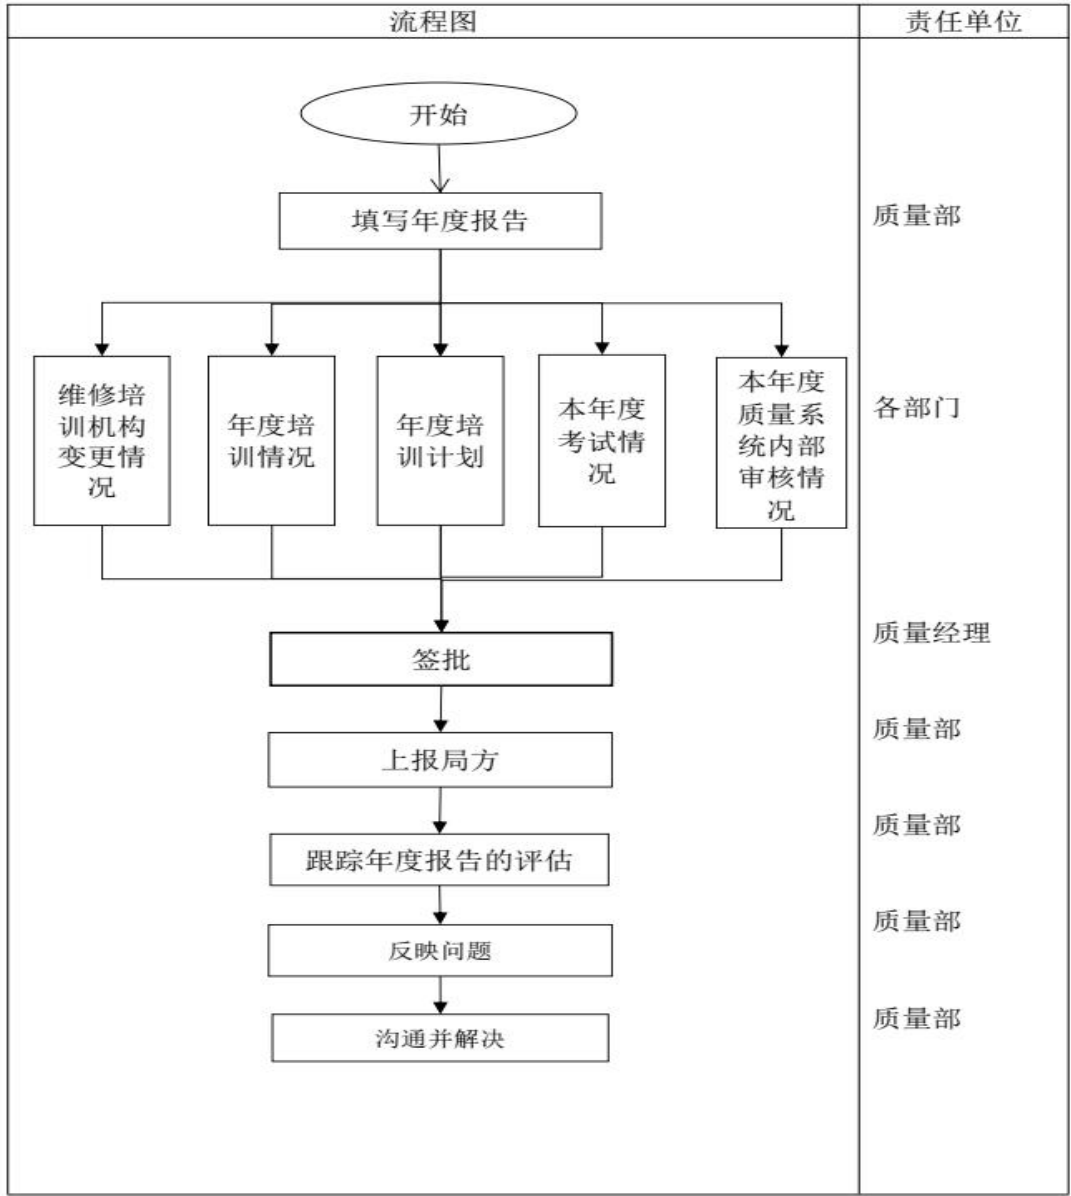 流程图
责任单位
开始
填写年度报告
质量部
维修培
训机构
变更情
况
年度培
训情况
年度培
训计划
本年度
考试情
况
本年度
质量系
统内部
审核情
况
各部门
签批
质量经理
上报局方
质量部
跟踪年度报告的评估
质量部
反映问题
质量部
沟通并解决
质量部